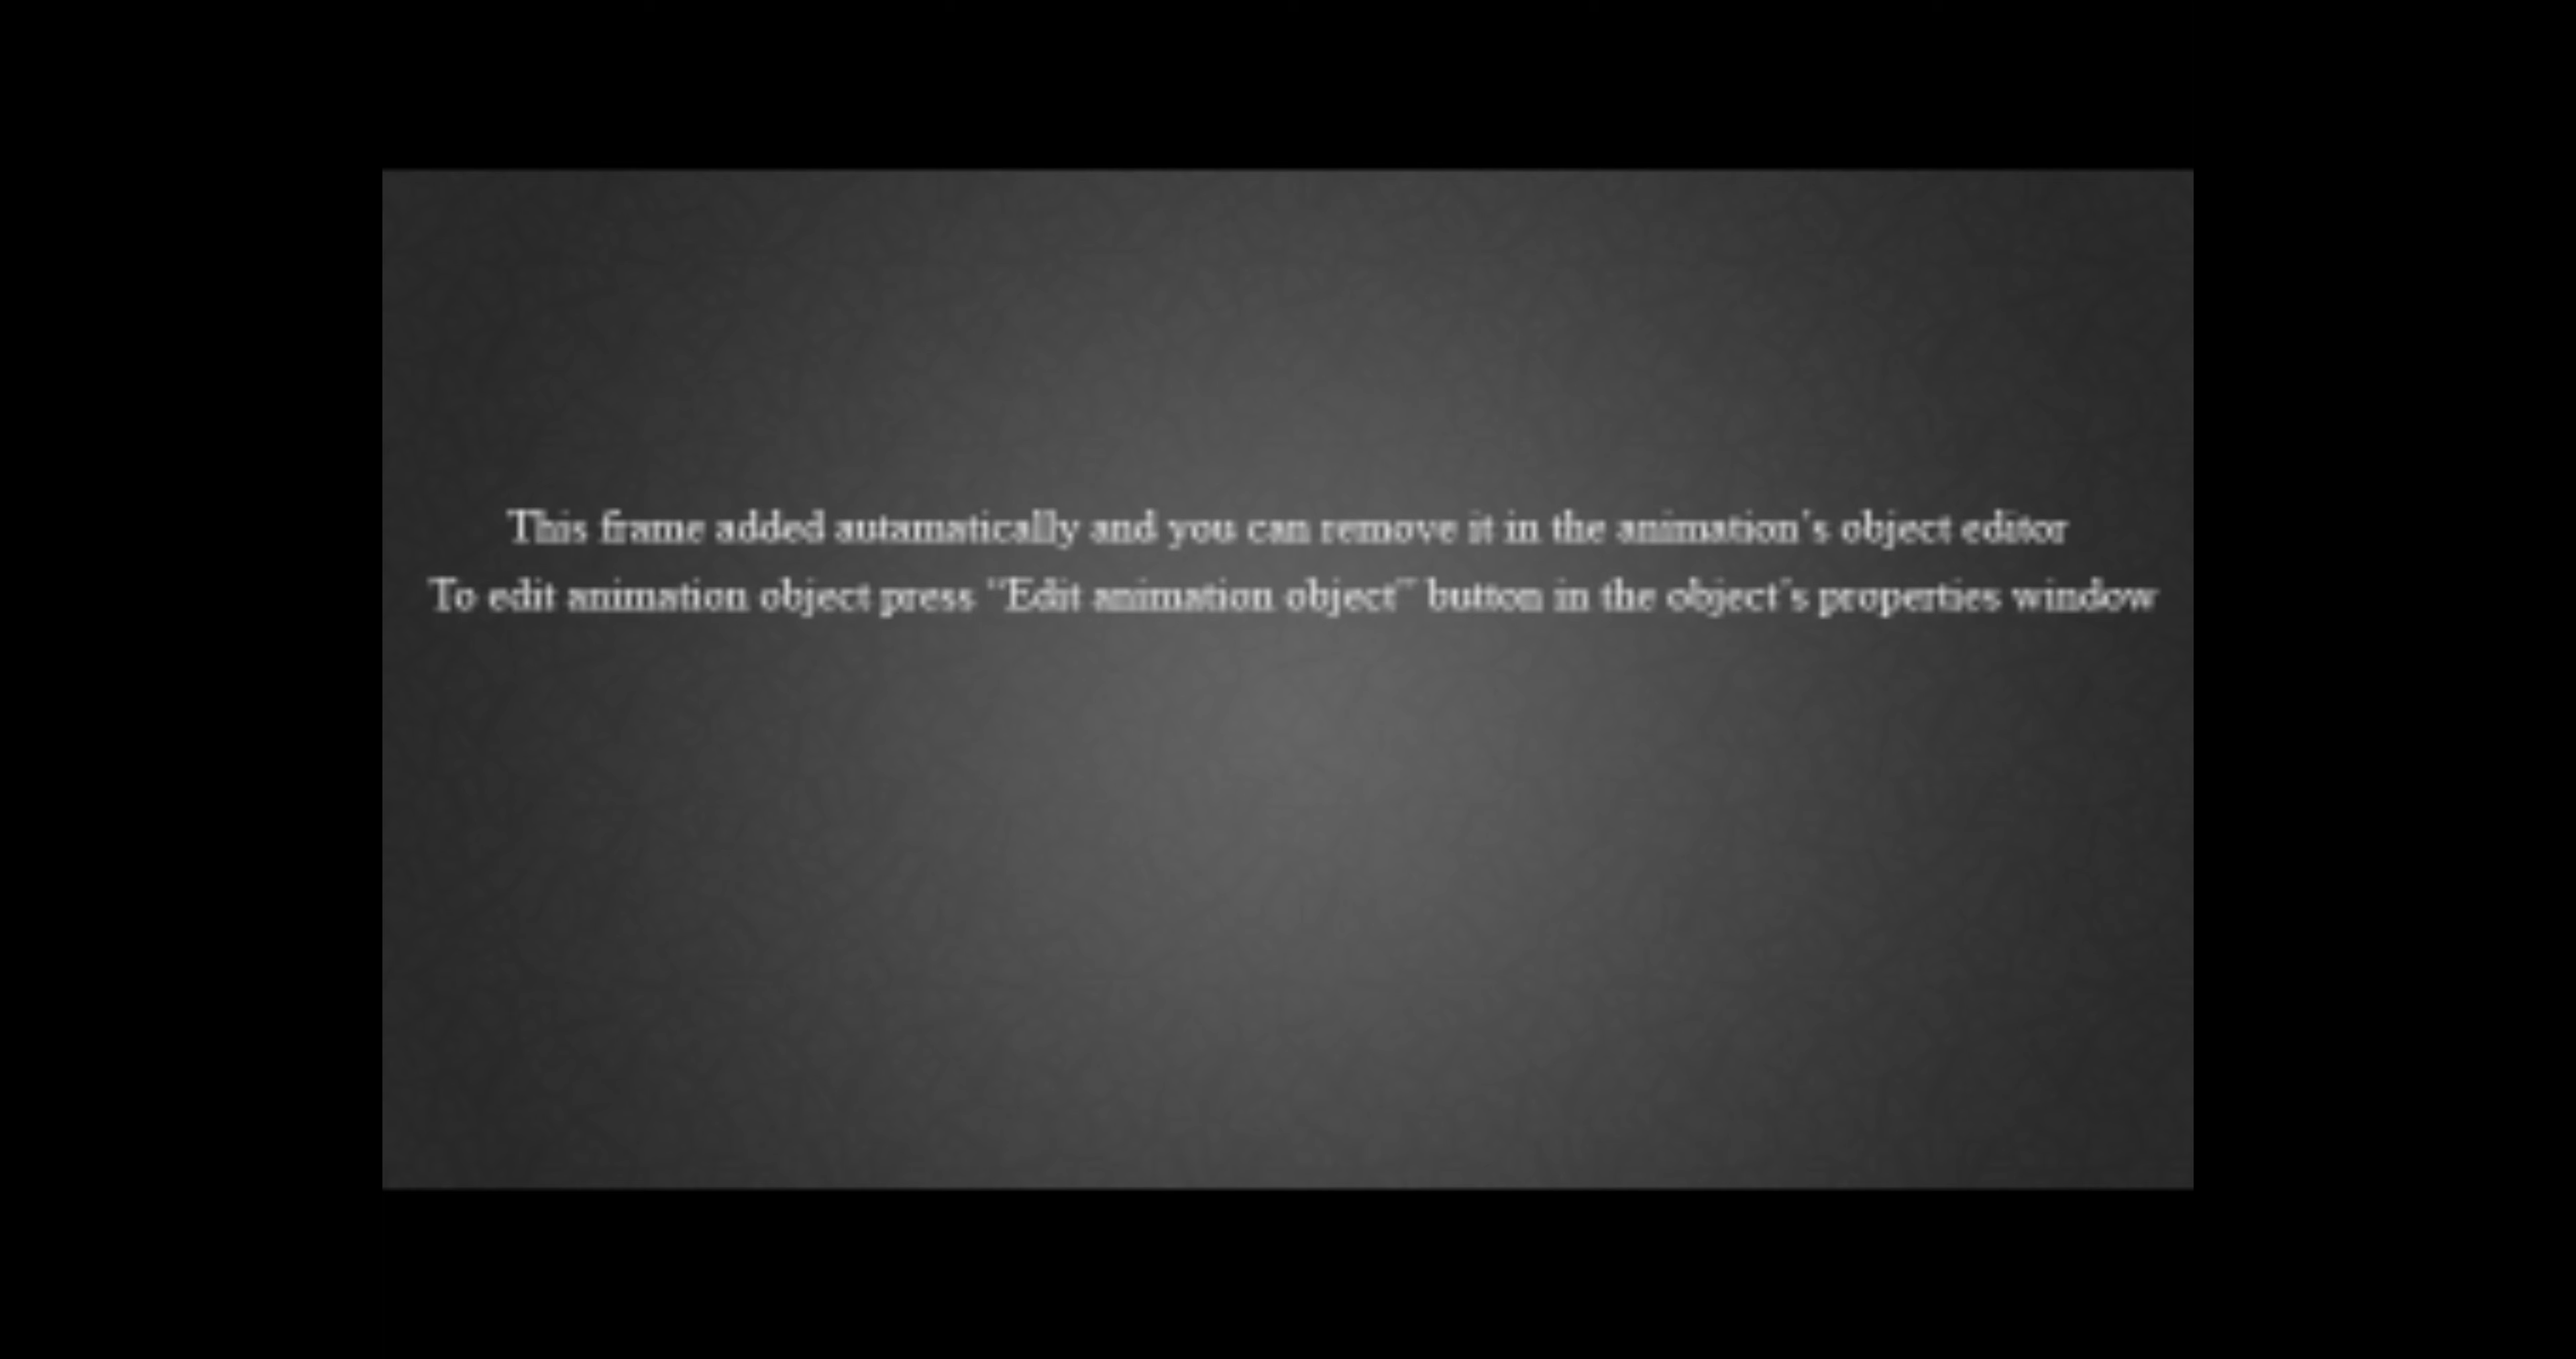 This frame added autamatically and you can remove it in the animation's object editor
To edit animation object press "Edit animation object" button in the object's properties window